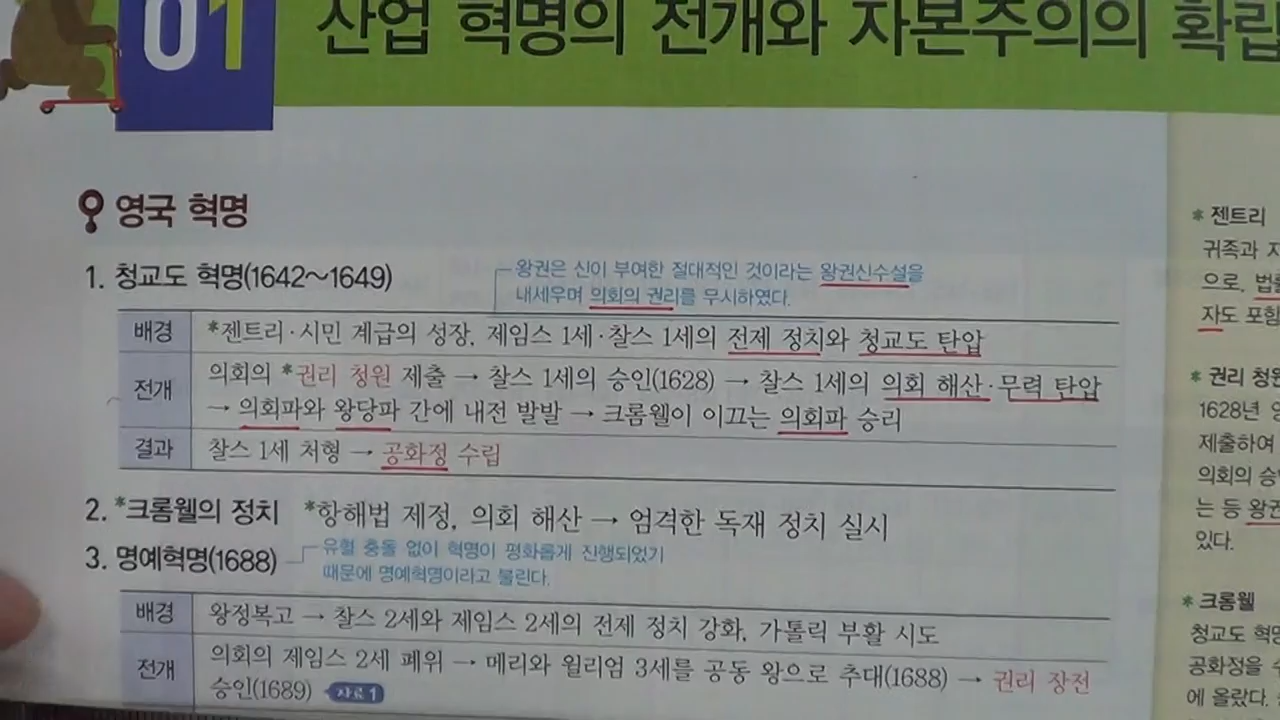 01 산업 혁명의 전개와 자본주의의 확립
영국 혁명
1. 청교도 혁명(1642~1649)
왕권은 신이 부여한 절대적인 것이라는 왕권신수설을
내세우며 의회의 권리를 무시하였다.
배경 *젠트리·시민 계급의 성장, 제임스 1세·찰스 1세의 전제 정치와 청교도 탄압
전개 의회의 *권리 청원 제출 → 찰스 1세의 승인(1628) → 찰스 1세의 의회 해산·무력 탄압
→ 의회파와 왕당파 간에 내전 발발 → 크롬웰이 이끄는 의회파 승리
결과 찰스 1세 처형 → 공화정 수립
2. *크롬웰의 정치 *항해법 제정, 의회 해산 → 엄격한 독재 정치 실시
3. 명예혁명(1688)
유혈 충돌 없이 혁명이 평화롭게 진행되었기
때문에 명예혁명이라고 불린다.
배경 왕정복고 → 찰스 2세와 제임스 2세의 전제 정치 강화, 가톨릭 부활 시도
전개 의회의 제임스 2세 폐위 → 메리와 윌리엄 3세를 공동 왕으로 추대(1688) → 권리 장전
승인(1689) 자료 1
* 젠트리
귀족과 자
으로, 법률
자도 포함
* 권리 청원
1628년
제출하여
의회의 승
는 등 왕권
있다.
* 크롬웰
청교도 혁명
공화정을 수
에 올랐다.